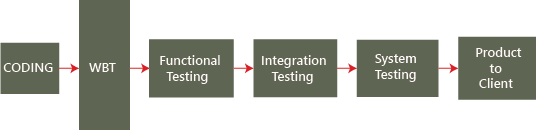 CODING
WBT
Functional
Testing
Integration
Testing
System
Testing
Product
to
Client